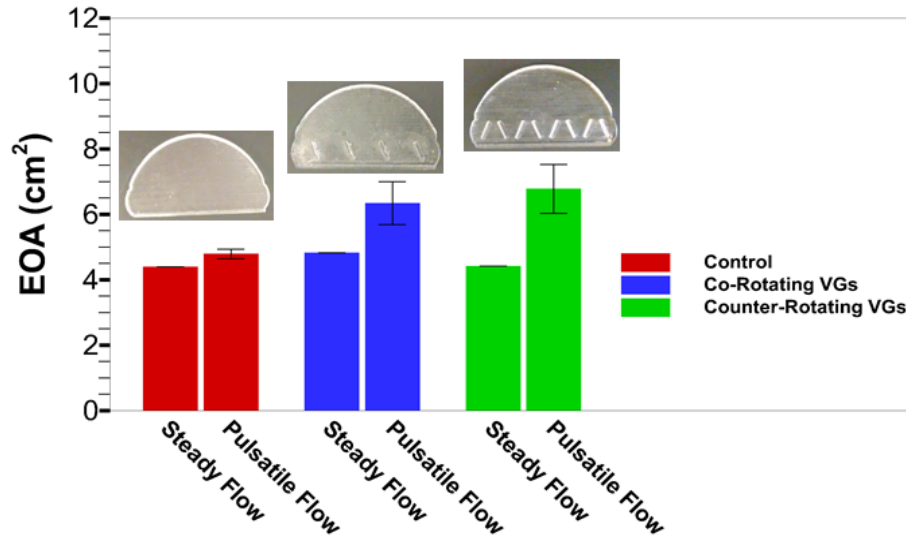 EOA (cm²)
12
10
8
6
4
2
0
Control
Co-Rotating VGs
Counter-Rotating VGs
Steady Flow
Pulsatile Flow
Steady Flow
Pulsatile Flow
Steady Flow
Pulsatile Flow